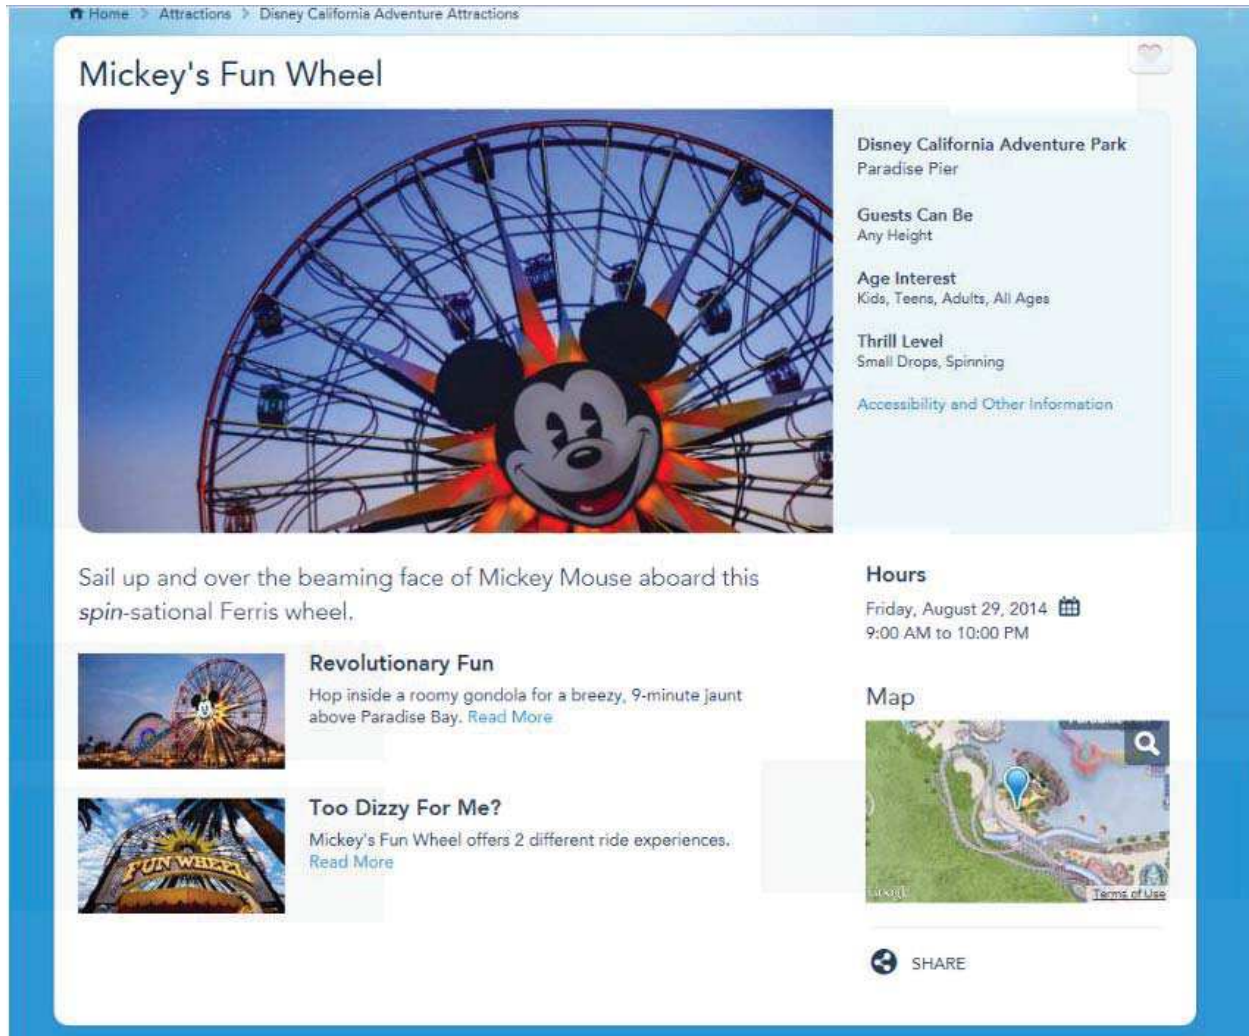 Home > Attractions > Disney California Adventure Attractions
Mickey's Fun Wheel
Disney California Adventure Park
Paradise Pier
Guests Can Be
Any Height
Age Interest
Kids, Teens, Adults, All Ages
Thrill Level
Small Drops, Spinning
Accessibility and Other Information
Sail up and over the beaming face of Mickey Mouse aboard this
spin-sational Ferris wheel.
Revolutionary Fun
Hop inside a roomy gondola for a breezy, 9-minute jaunt
above Paradise Bay. Read More
FUN WHEEL
Too Dizzy For Me?
Mickey's Fun Wheel offers 2 different ride experiences.
Read More
Hours
Friday, August 29, 2014
9:00 AM to 10:00 PM
Map
Google
Terms of Use
SHARE